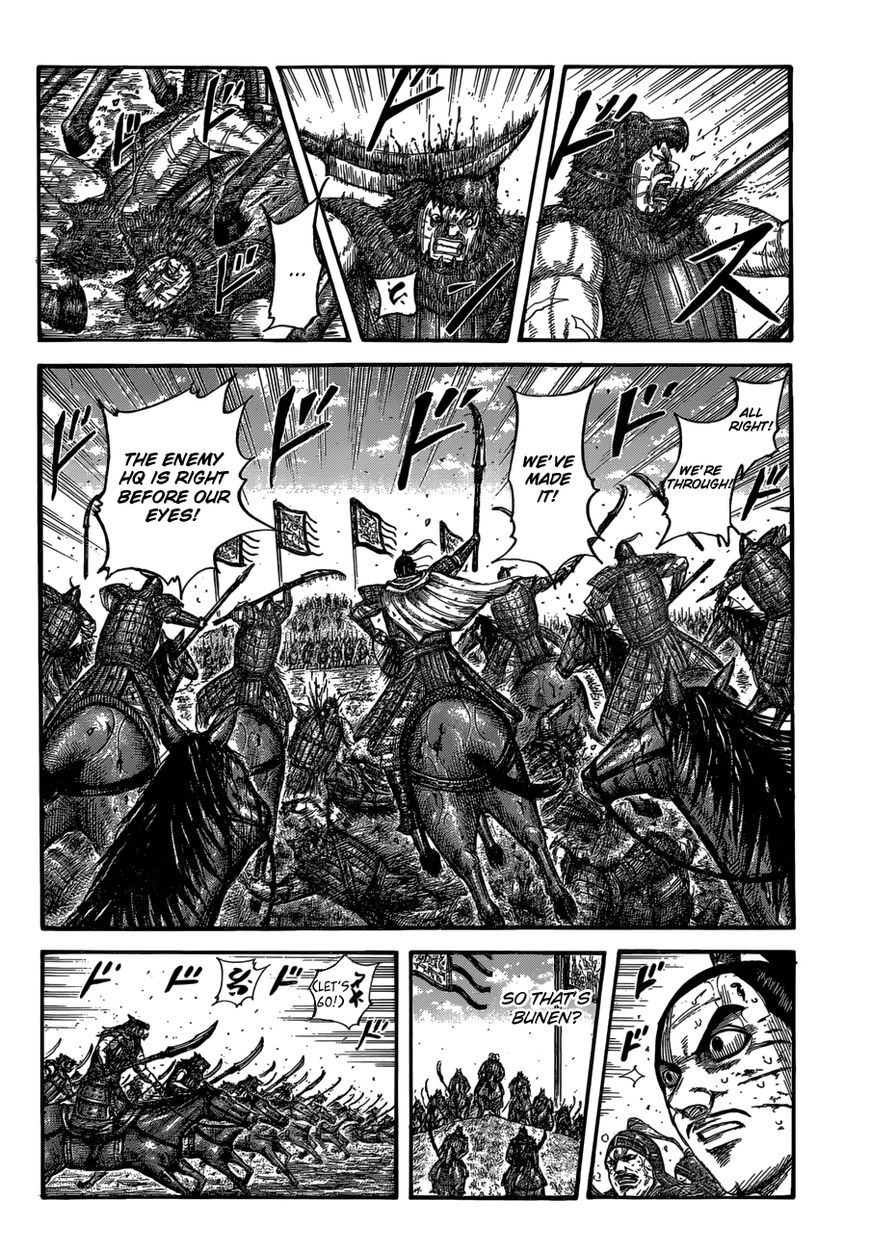 ド
ド
ス
ド
ド
ド
ド
...
ALL
RIGHT!
WE'RE
THROUGH!
ド
ド
WE'VE
MADE
IT!
ド
ド
THE ENEMY
HQ IS RIGHT
BEFORE OUR
EYES!
ド
ド
ド
SO THAT'S
BUNEN?
(LET'S
GO!)
ド
ド
ド
ド